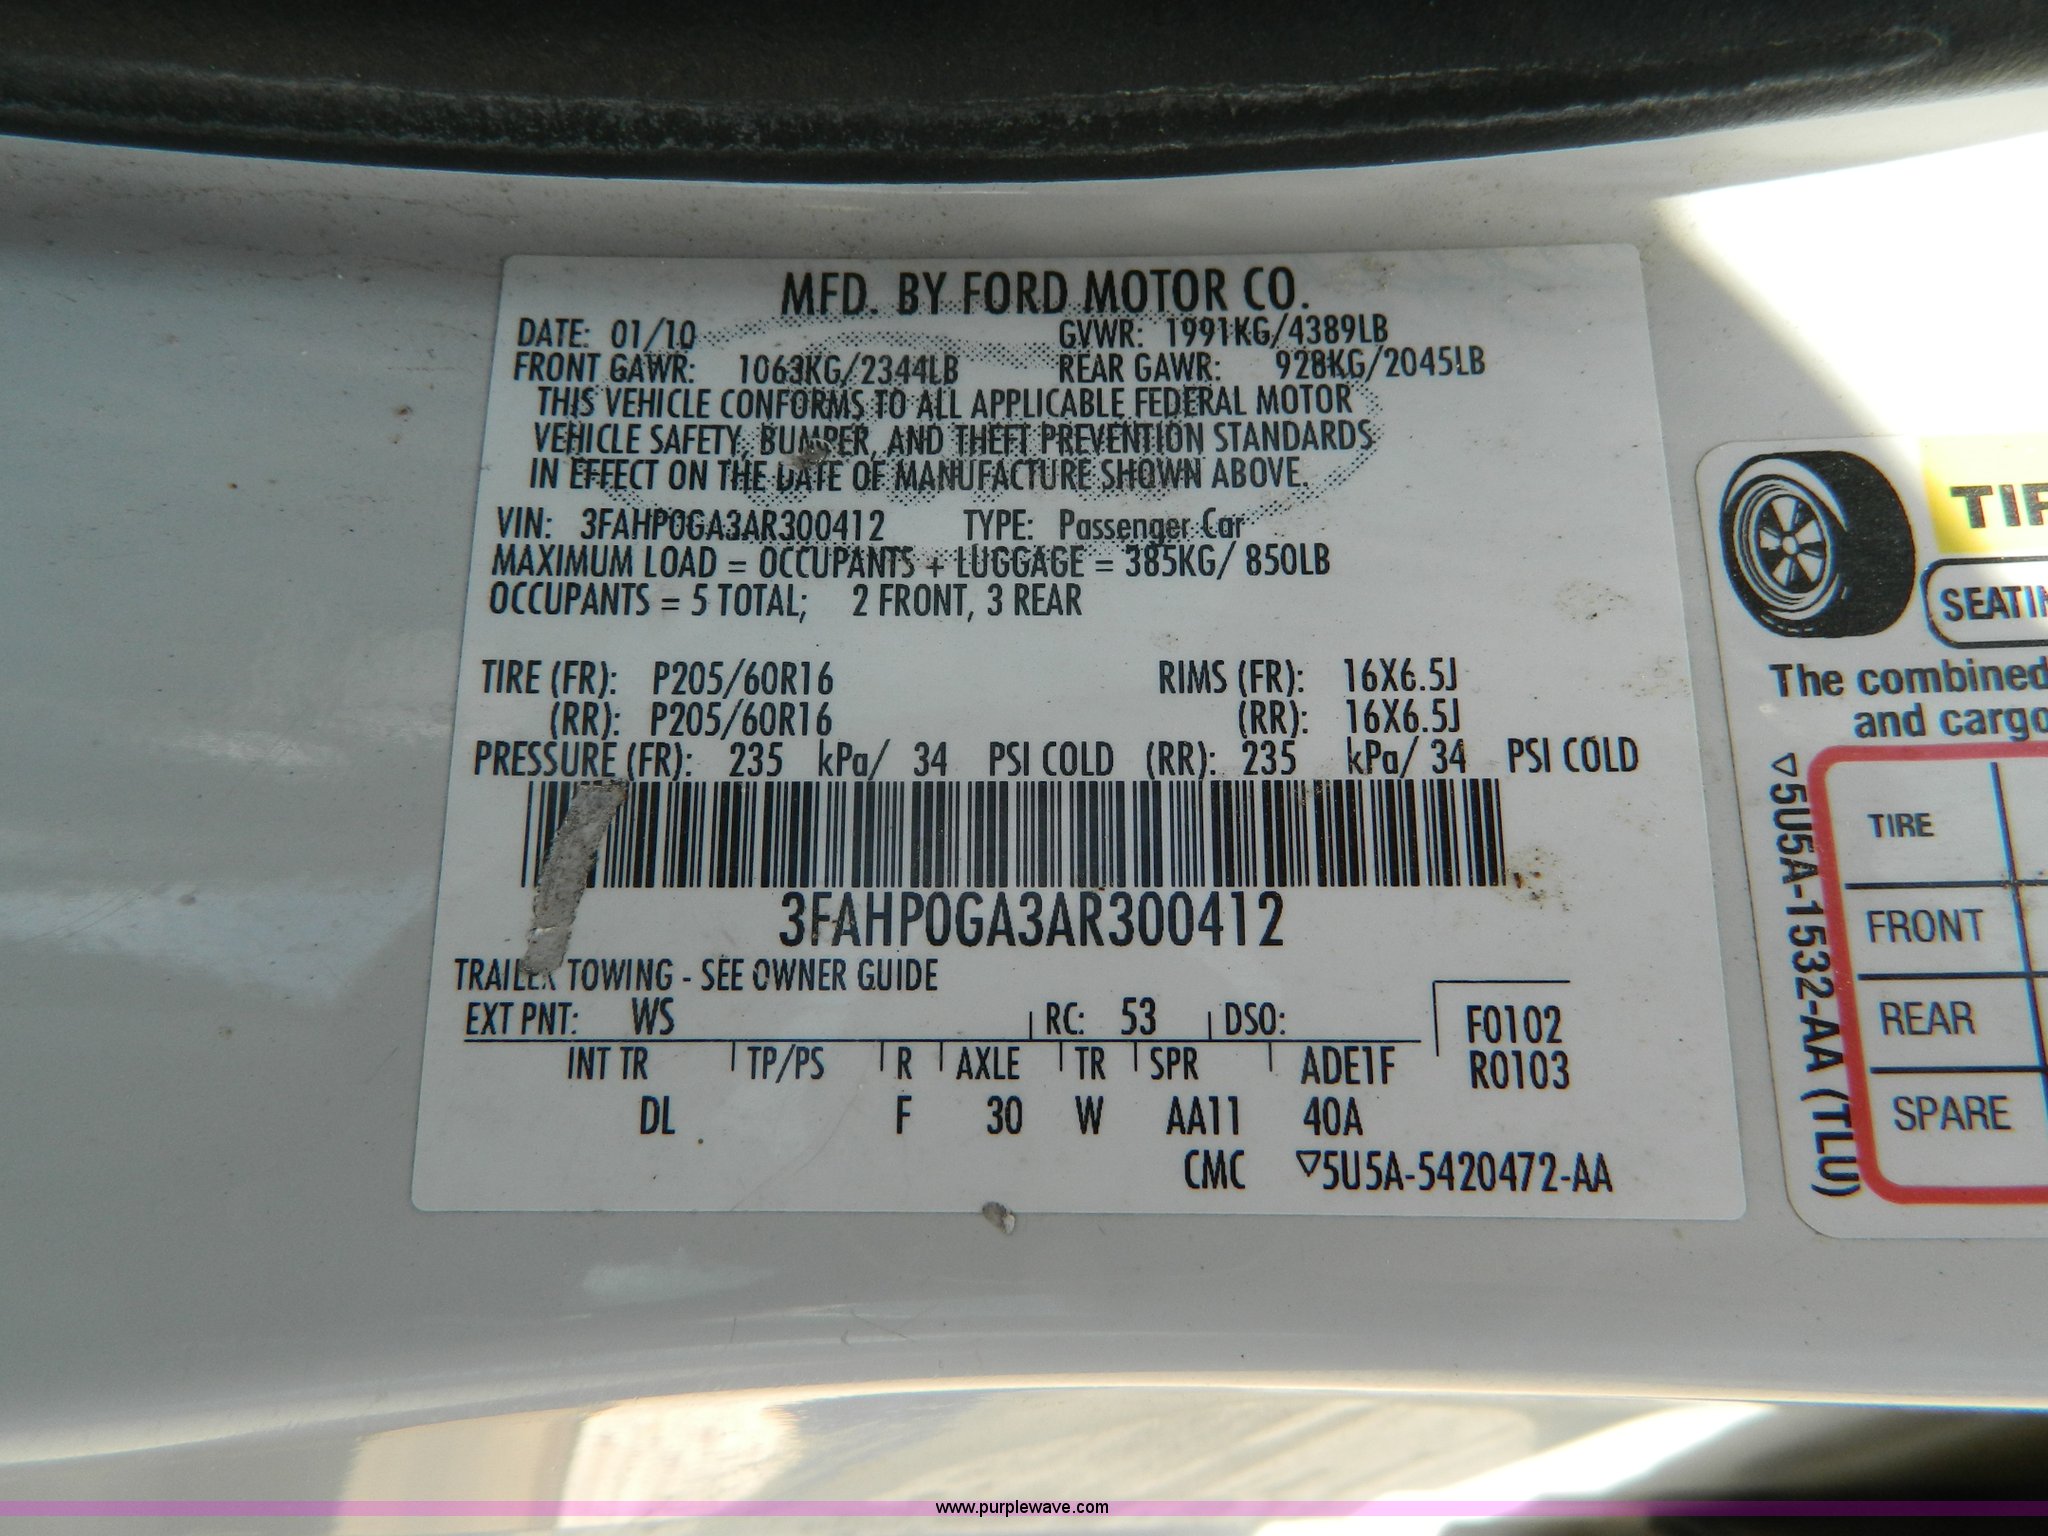 MFD. BY FORD MOTOR CO.
DATE: 01/10 GVWR: 1991KG/4389LB
FRONT GAWR: 1063KG/2344LB REAR GAWR: 928KG/2045LB
THIS VEHICLE CONFORMS TO ALL APPLICABLE FEDERAL MOTOR
VEHICLE SAFETY, BUMPER, AND THEFT PREVENTION STANDARDS
IN EFFECT ON THE DATE OF MANUFACTURE SHOWN ABOVE.
VIN: 3FAHP0GA3AR300412 TYPE: Passenger Car
MAXIMUM LOAD = OCCUPANTS + LUGGAGE = 385KG/ 850LB
OCCUPANTS = 5 TOTAL; 2 FRONT, 3 REAR
TIRE (FR): P205/60R16 RIMS (FR): 16X6.5J
(RR): P205/60R16 (RR): 16X6.5J
PRESSURE (FR): 235 kPa/ 34 PSI COLD (RR): 235 kPa/ 34 PSI COLD
3FAHP0GA3AR300412
TRAILER TOWING - SEE OWNER GUIDE
EXT PNT: WS RC: 53 DSO:
F0102
R0103
INT TR TP/PS R AXLE TR SPR ADE1F
DL F 30 W AA11 40A
CMC ▽5U5A-5420472-AA
The combined
and cargo
▽5U5A-1532-AA (TLU)
TIRE
FRONT
REAR
SPARE
www.purplewave.com